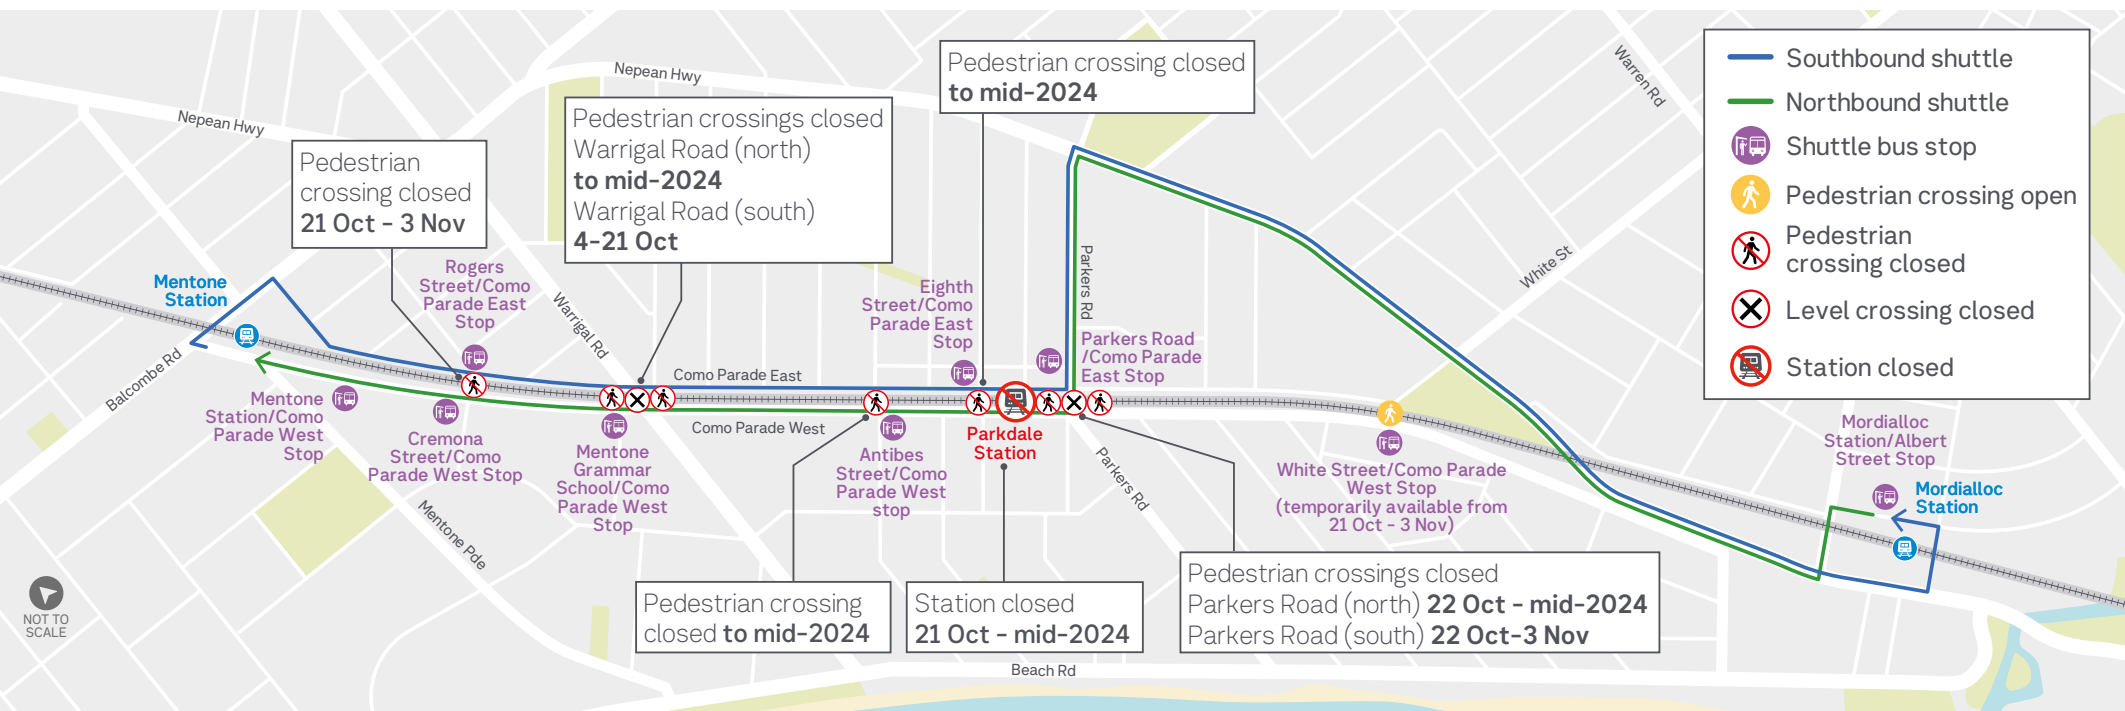 Nepean Hwy
Nepean Hwy
Pedestrian crossing closed
to mid-2024
Warren Rd
Southbound shuttle
Northbound shuttle
Shuttle bus stop
Pedestrian crossing open
Pedestrian
crossing closed
Level crossing closed
Station closed
Pedestrian
crossing closed
21 Oct - 3 Nov
Pedestrian crossings closed
Warrigal Road (north)
to mid-2024
Warrigal Road (south)
4-21 Oct
Mentone
Station
Rogers
Street/Como
Parade East
Stop
Warrigal Rd
Eighth
Street/Como
Parade East
Stop
Parkers Rd
Parkers Road
/Como Parade
East Stop
White St
Balcombe Rd
Como Parade East
Como Parade West
Mentone
Station/Como
Parade West
Stop
Cremona
Street/Como
Parade West Stop
Mentone
Grammar
School/Como
Parade West
Stop
Antibes
Street/Como
Parade West
stop
Parkdale
Station
Parkers Rd
White Street/Como Parade
West Stop
(temporarily available from
21 Oct - 3 Nov)
Mordialloc
Station/Albert
Street Stop
Mordialloc
Station
Mentone Pde
NOT TO
SCALE
Pedestrian crossing
closed to mid-2024
Station closed
21 Oct - mid-2024
Pedestrian crossings closed
Parkers Road (north) 22 Oct - mid-2024
Parkers Road (south) 22 Oct-3 Nov
Beach Rd